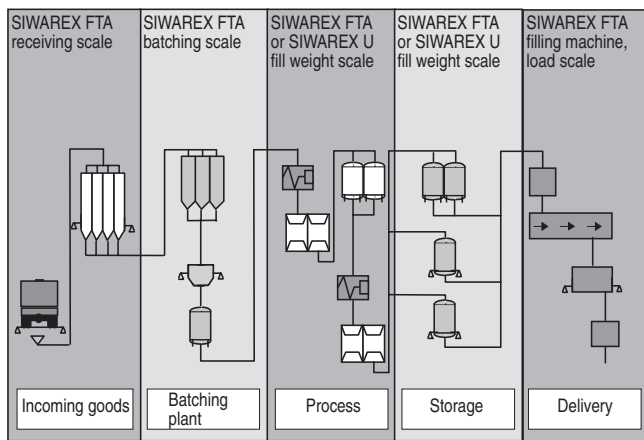 SIWAREX FTA
receiving scale
SIWAREX FTA
batching scale
SIWAREX FTA
or SIWAREX U
fill weight scale
SIWAREX FTA
or SIWAREX U
fill weight scale
SIWAREX FTA
filling machine,
load scale
Incoming goods
Batching
plant
Process
Storage
Delivery